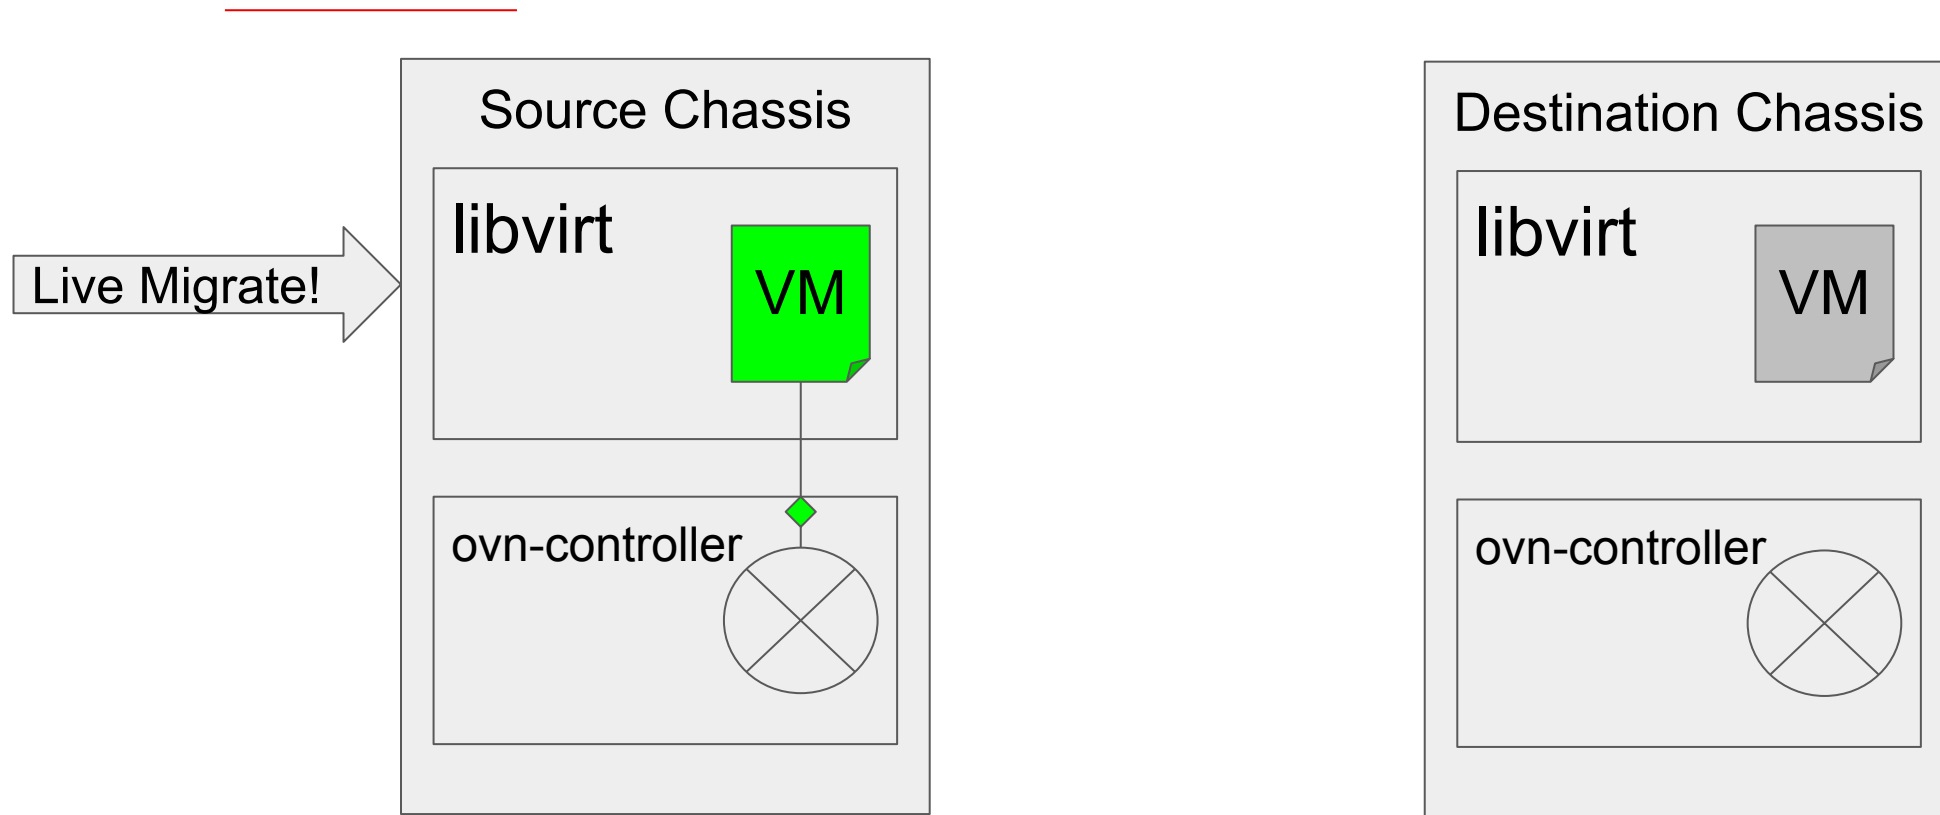 Source Chassis
libvirt
VM
Live Migrate!
ovn-controller
Destination Chassis
libvirt
VM
ovn-controller